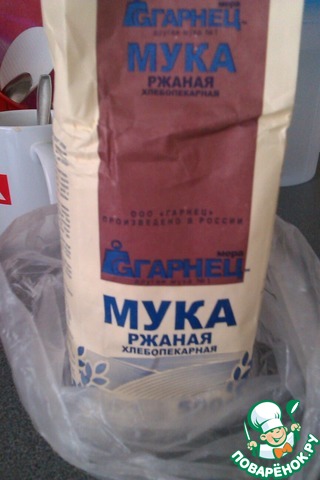 ГАРНЕЦ
МУКА
РЖАНАЯ
ХЛЕБОПЕКАРНАЯ
ООО «ГАРНЕЦ»
ПРОИЗВЕДЕНО В РОССИИ
ГАРНЕЦ
МУКА
РЖАНАЯ
ХЛЕБОПЕКАРНАЯ
ПОВАРЁНОК.РУ